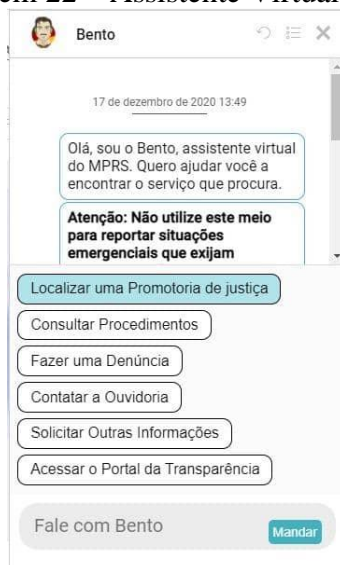 Assistente Virtual
Bento
17 de dezembro de 2020 13:49
Olá, sou o Bento, assistente virtual
do MPRS. Quero ajudar você a
encontrar o serviço que procura.
Atenção: Não utilize este meio
para reportar situações
emergenciais que exijam
Localizar uma Promotoria de justiça
Consultar Procedimentos
Fazer uma Denúncia
Contatar a Ouvidoria
Solicitar Outras Informações
Acessar o Portal da Transparência
Fale com Bento
Mandar